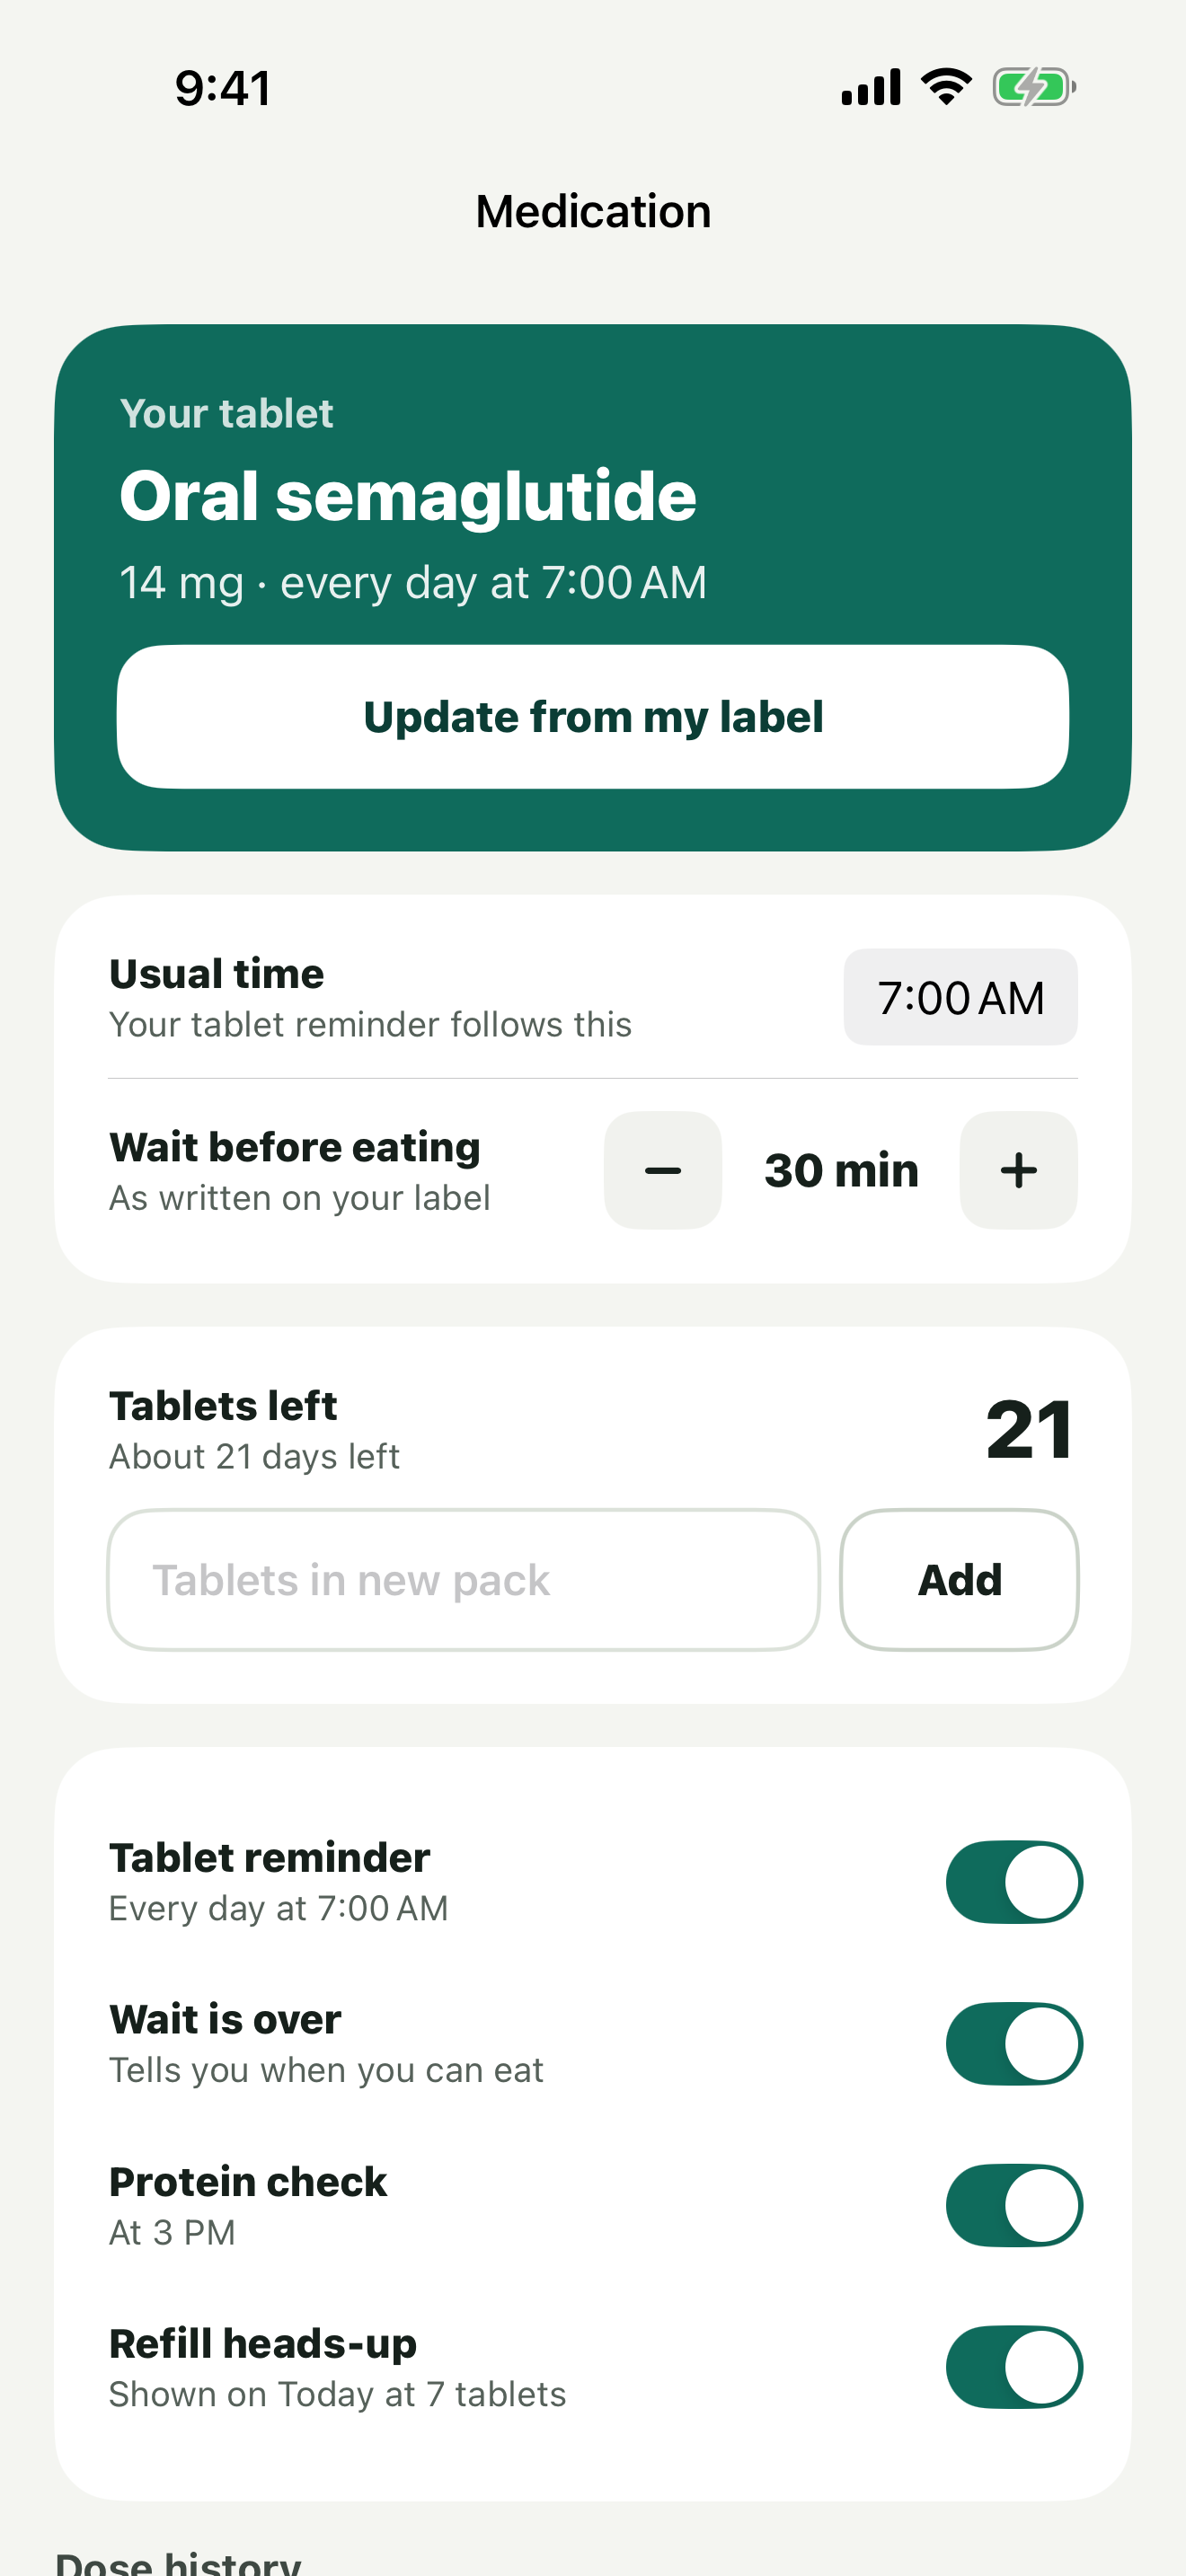 9:41
Medication
Your tablet
Oral semaglutide
14 mg · every day at 7:00 AM
Update from my label
Usual time
Your tablet reminder follows this
7:00 AM
Wait before eating
As written on your label
− 30 min +
Tablets left
About 21 days left
21
Tablets in new pack
Add
Tablet reminder
Every day at 7:00 AM
Wait is over
Tells you when you can eat
Protein check
At 3 PM
Refill heads-up
Shown on Today at 7 tablets
Dose history